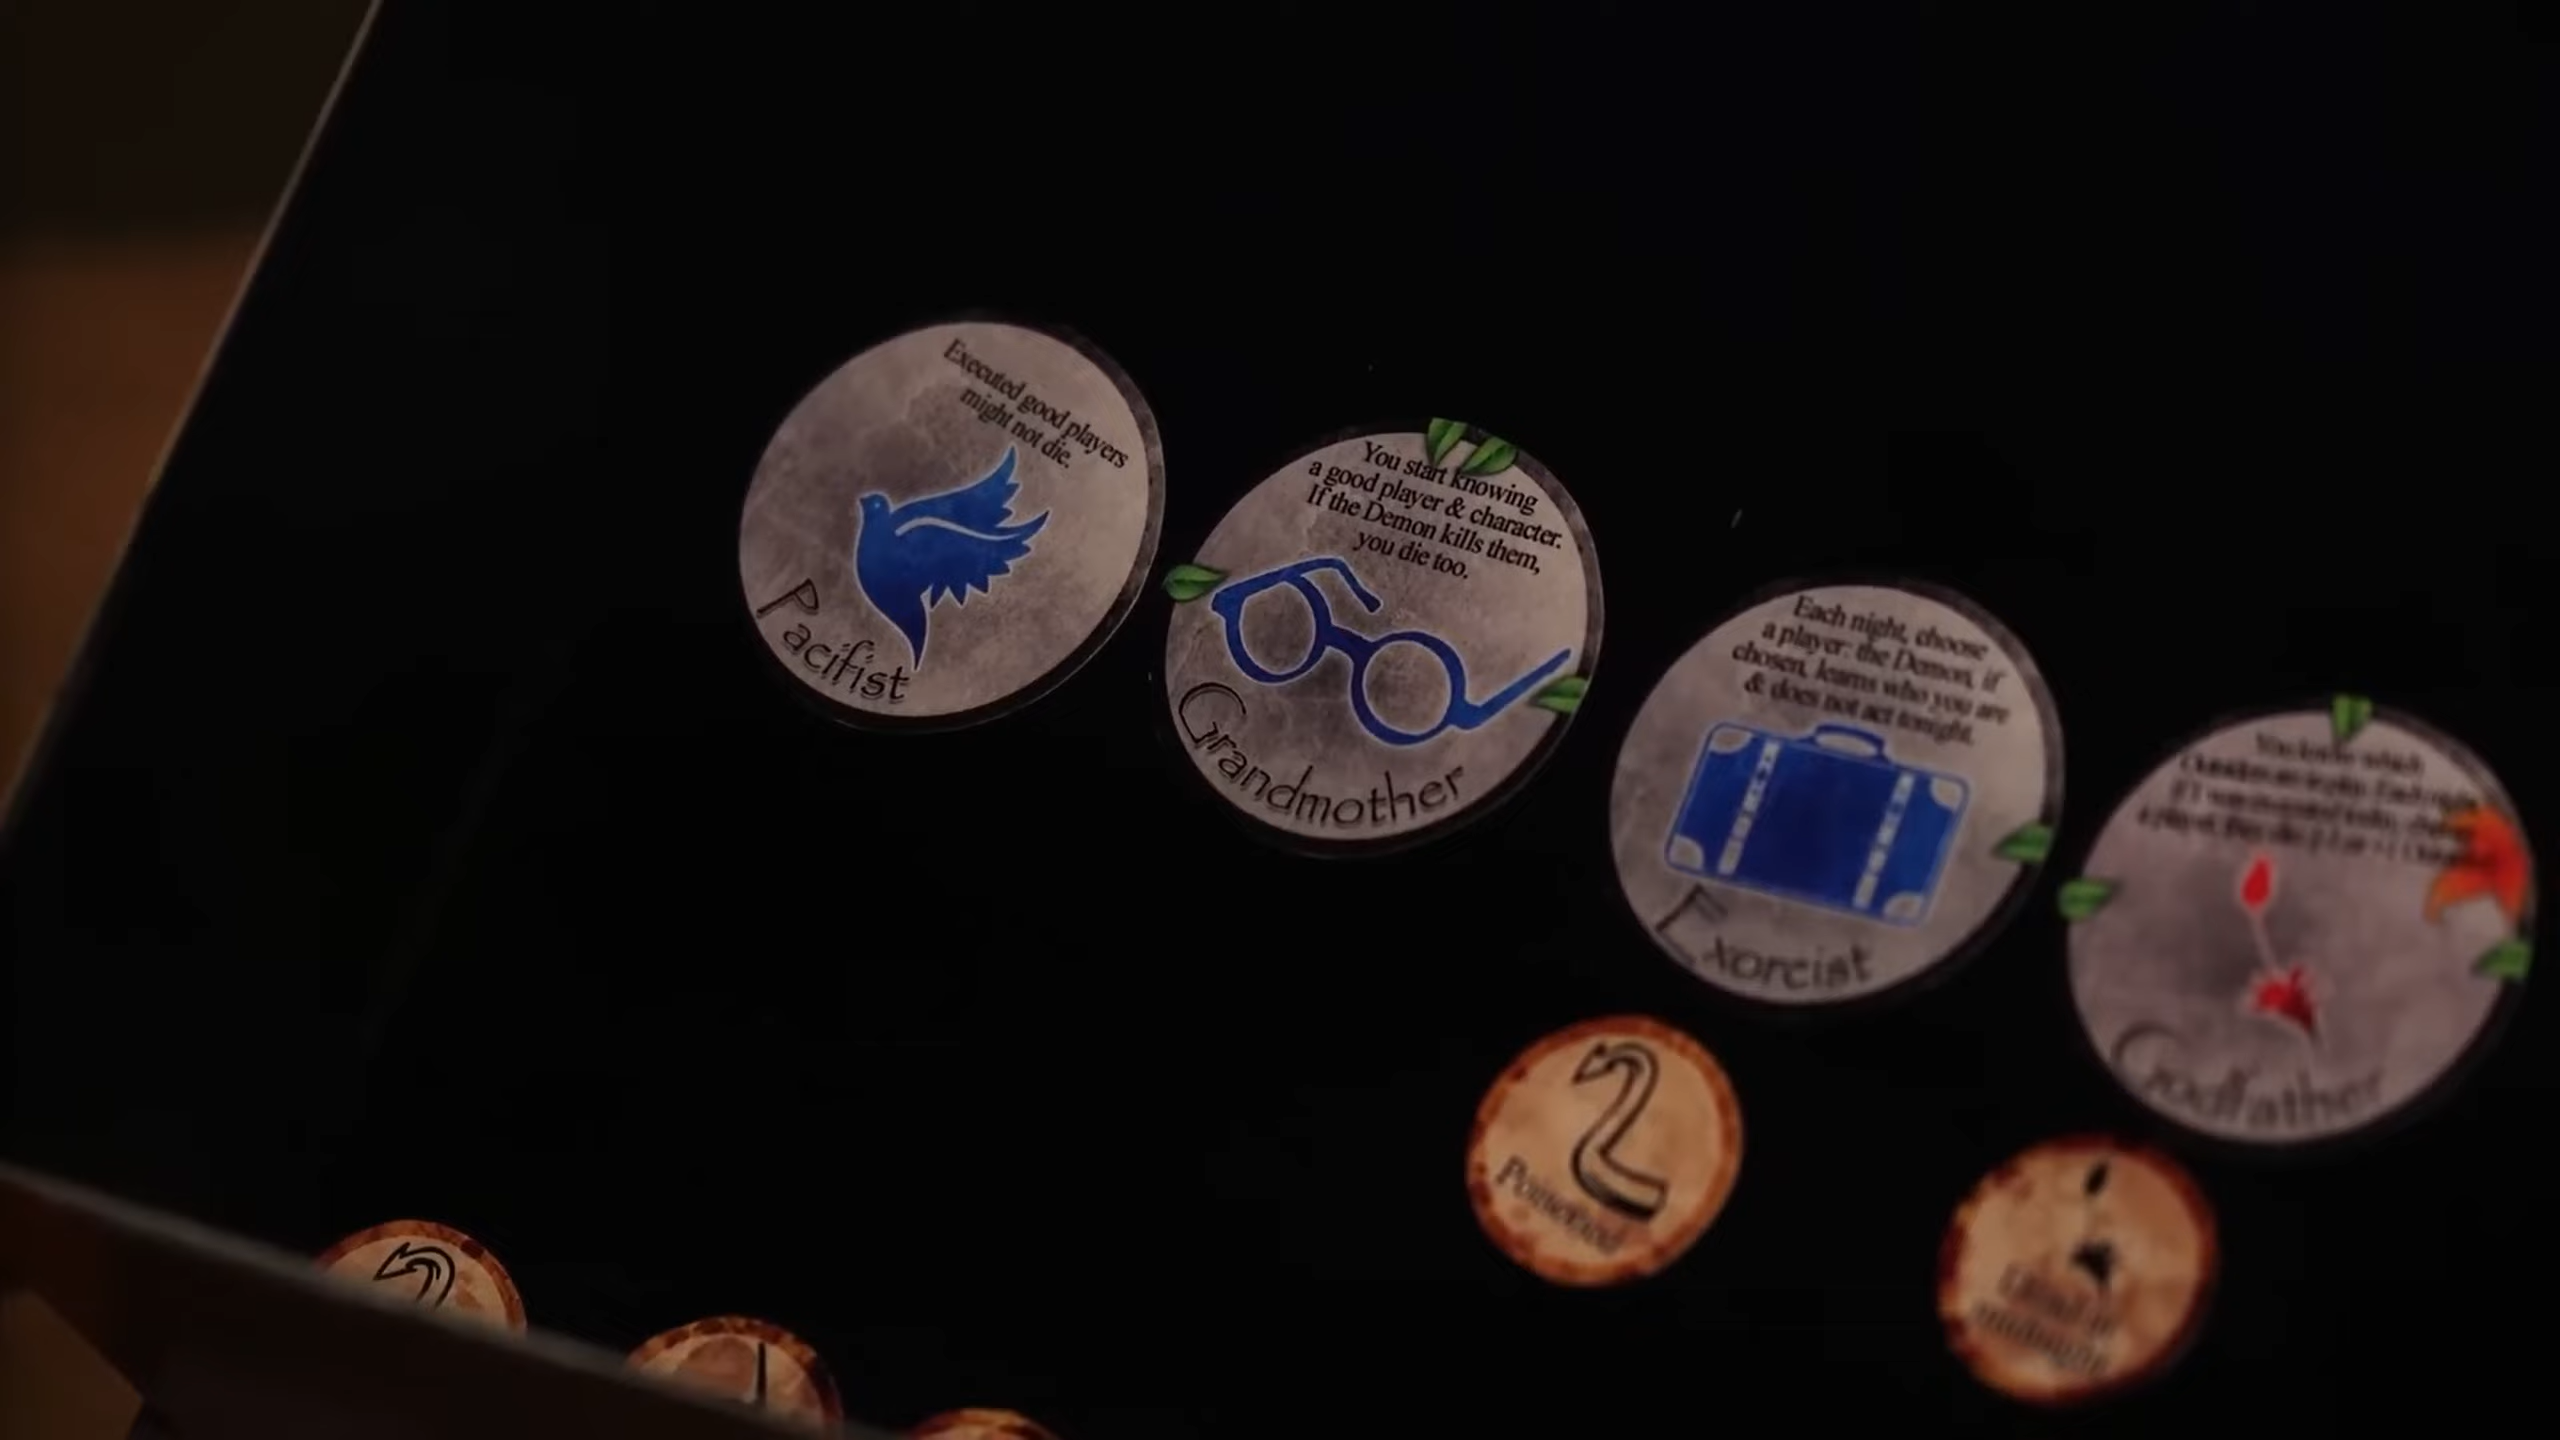 Executed good players
might not die.
Pacifist
You start knowing
a good player & character.
If the Demon kills them,
you die too.
Grandmother
Each night, choose
a player: the Demon, if
chosen, learns who you are
& does not act tonight.
Exorcist
Godfather
Poisoned